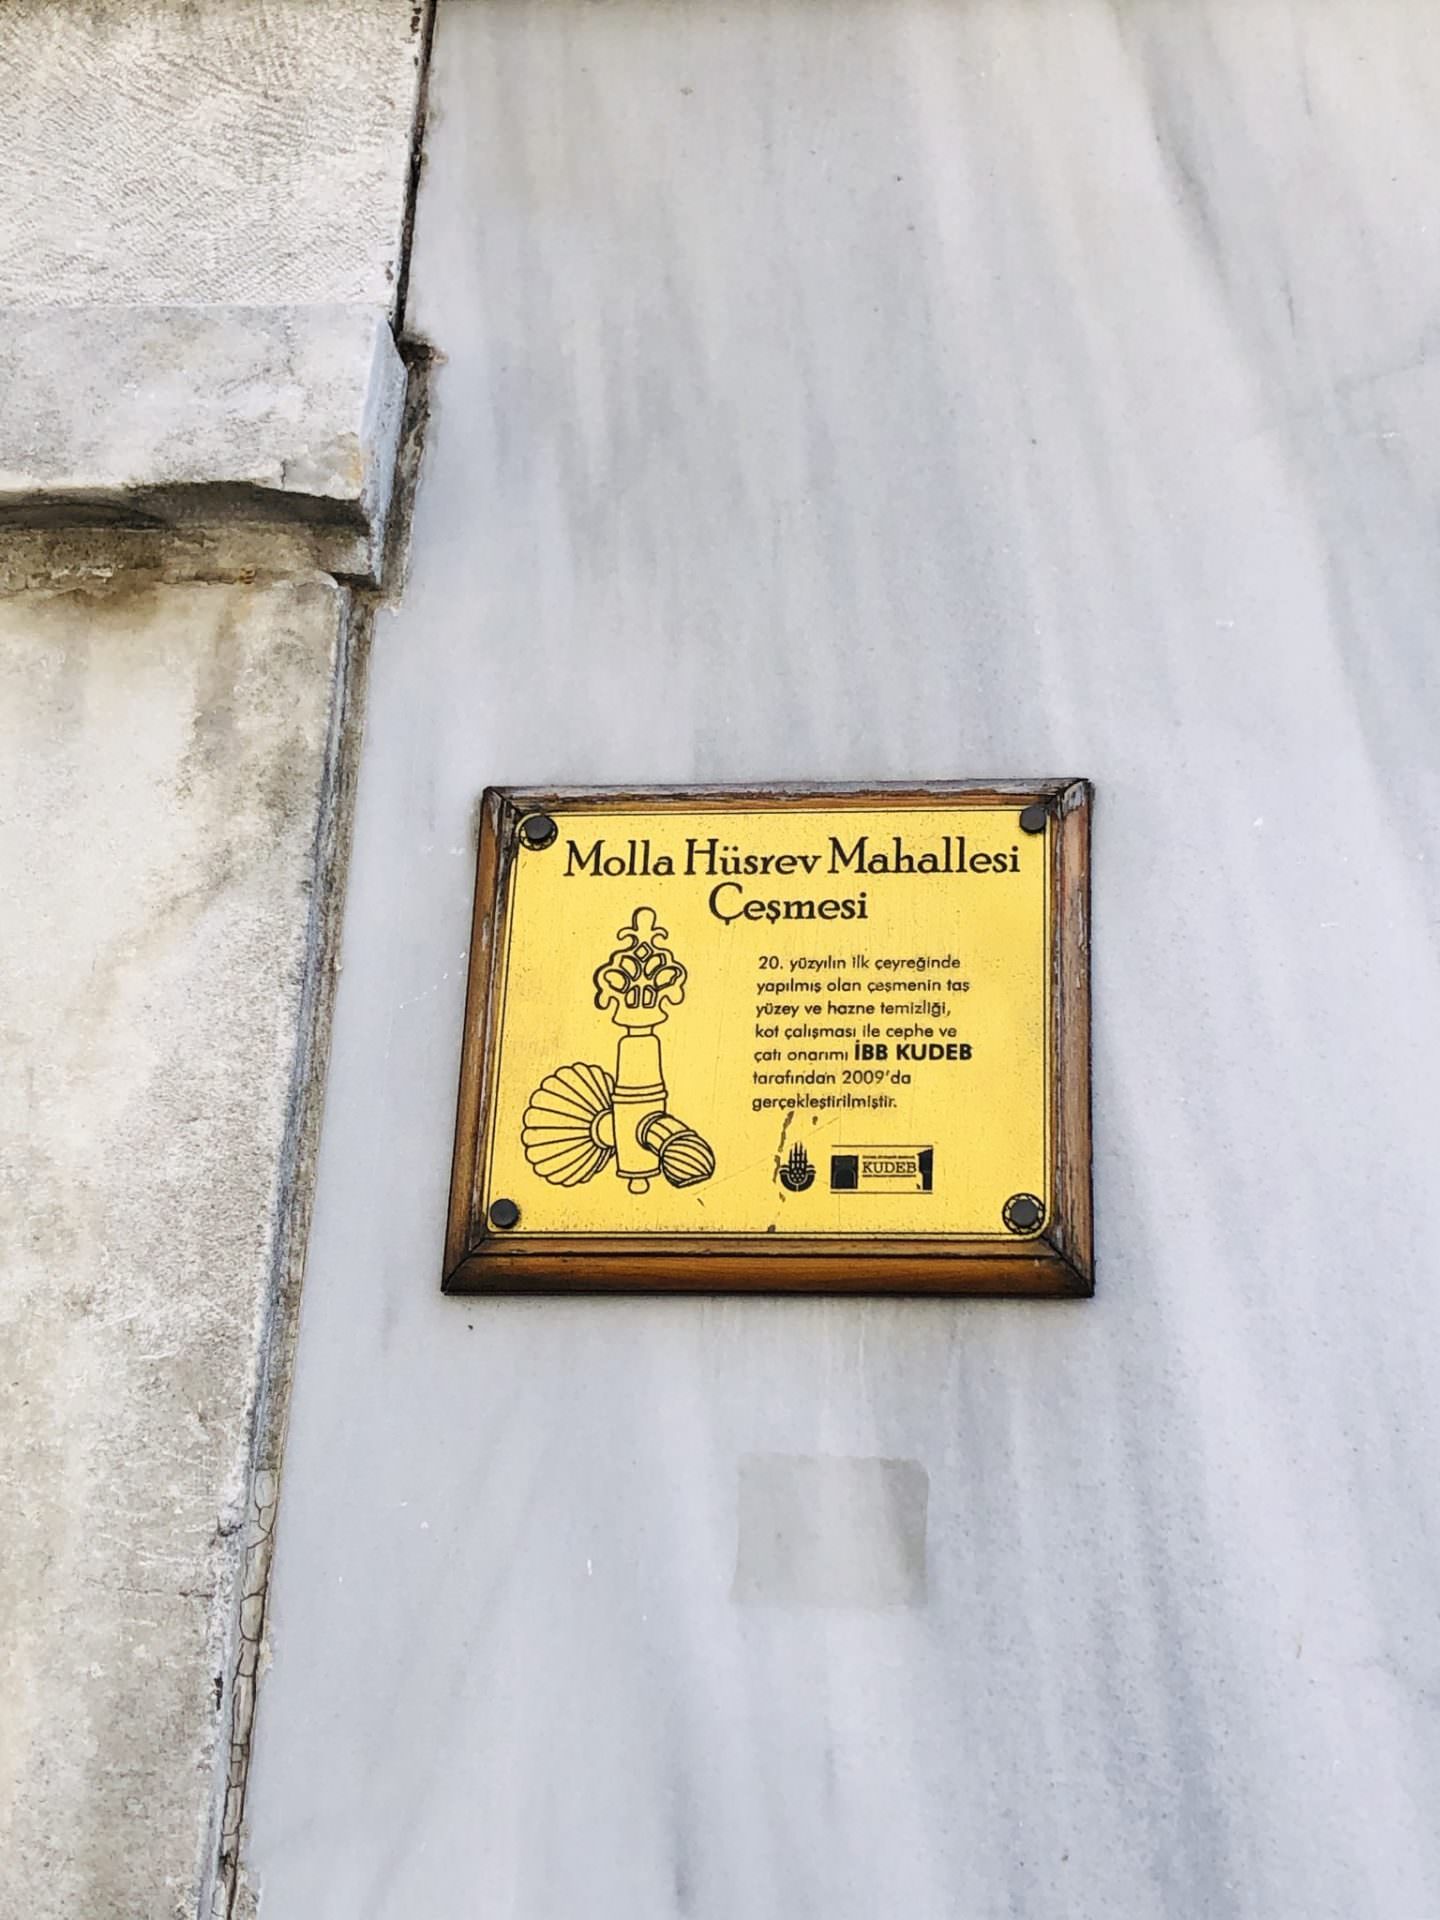 Molla Hüsrev Mahallesi
Çeşmesi
20. yüzyılın ilk çeyreğinde
yapılmış olan çeşmenin taş
yüzey ve hazne temizliği,
kot çalışması ile cephe ve
çatı onarımı İBB KUDEB
tarafından 2009'da
gerçekleştirilmiştir.
KUDEB